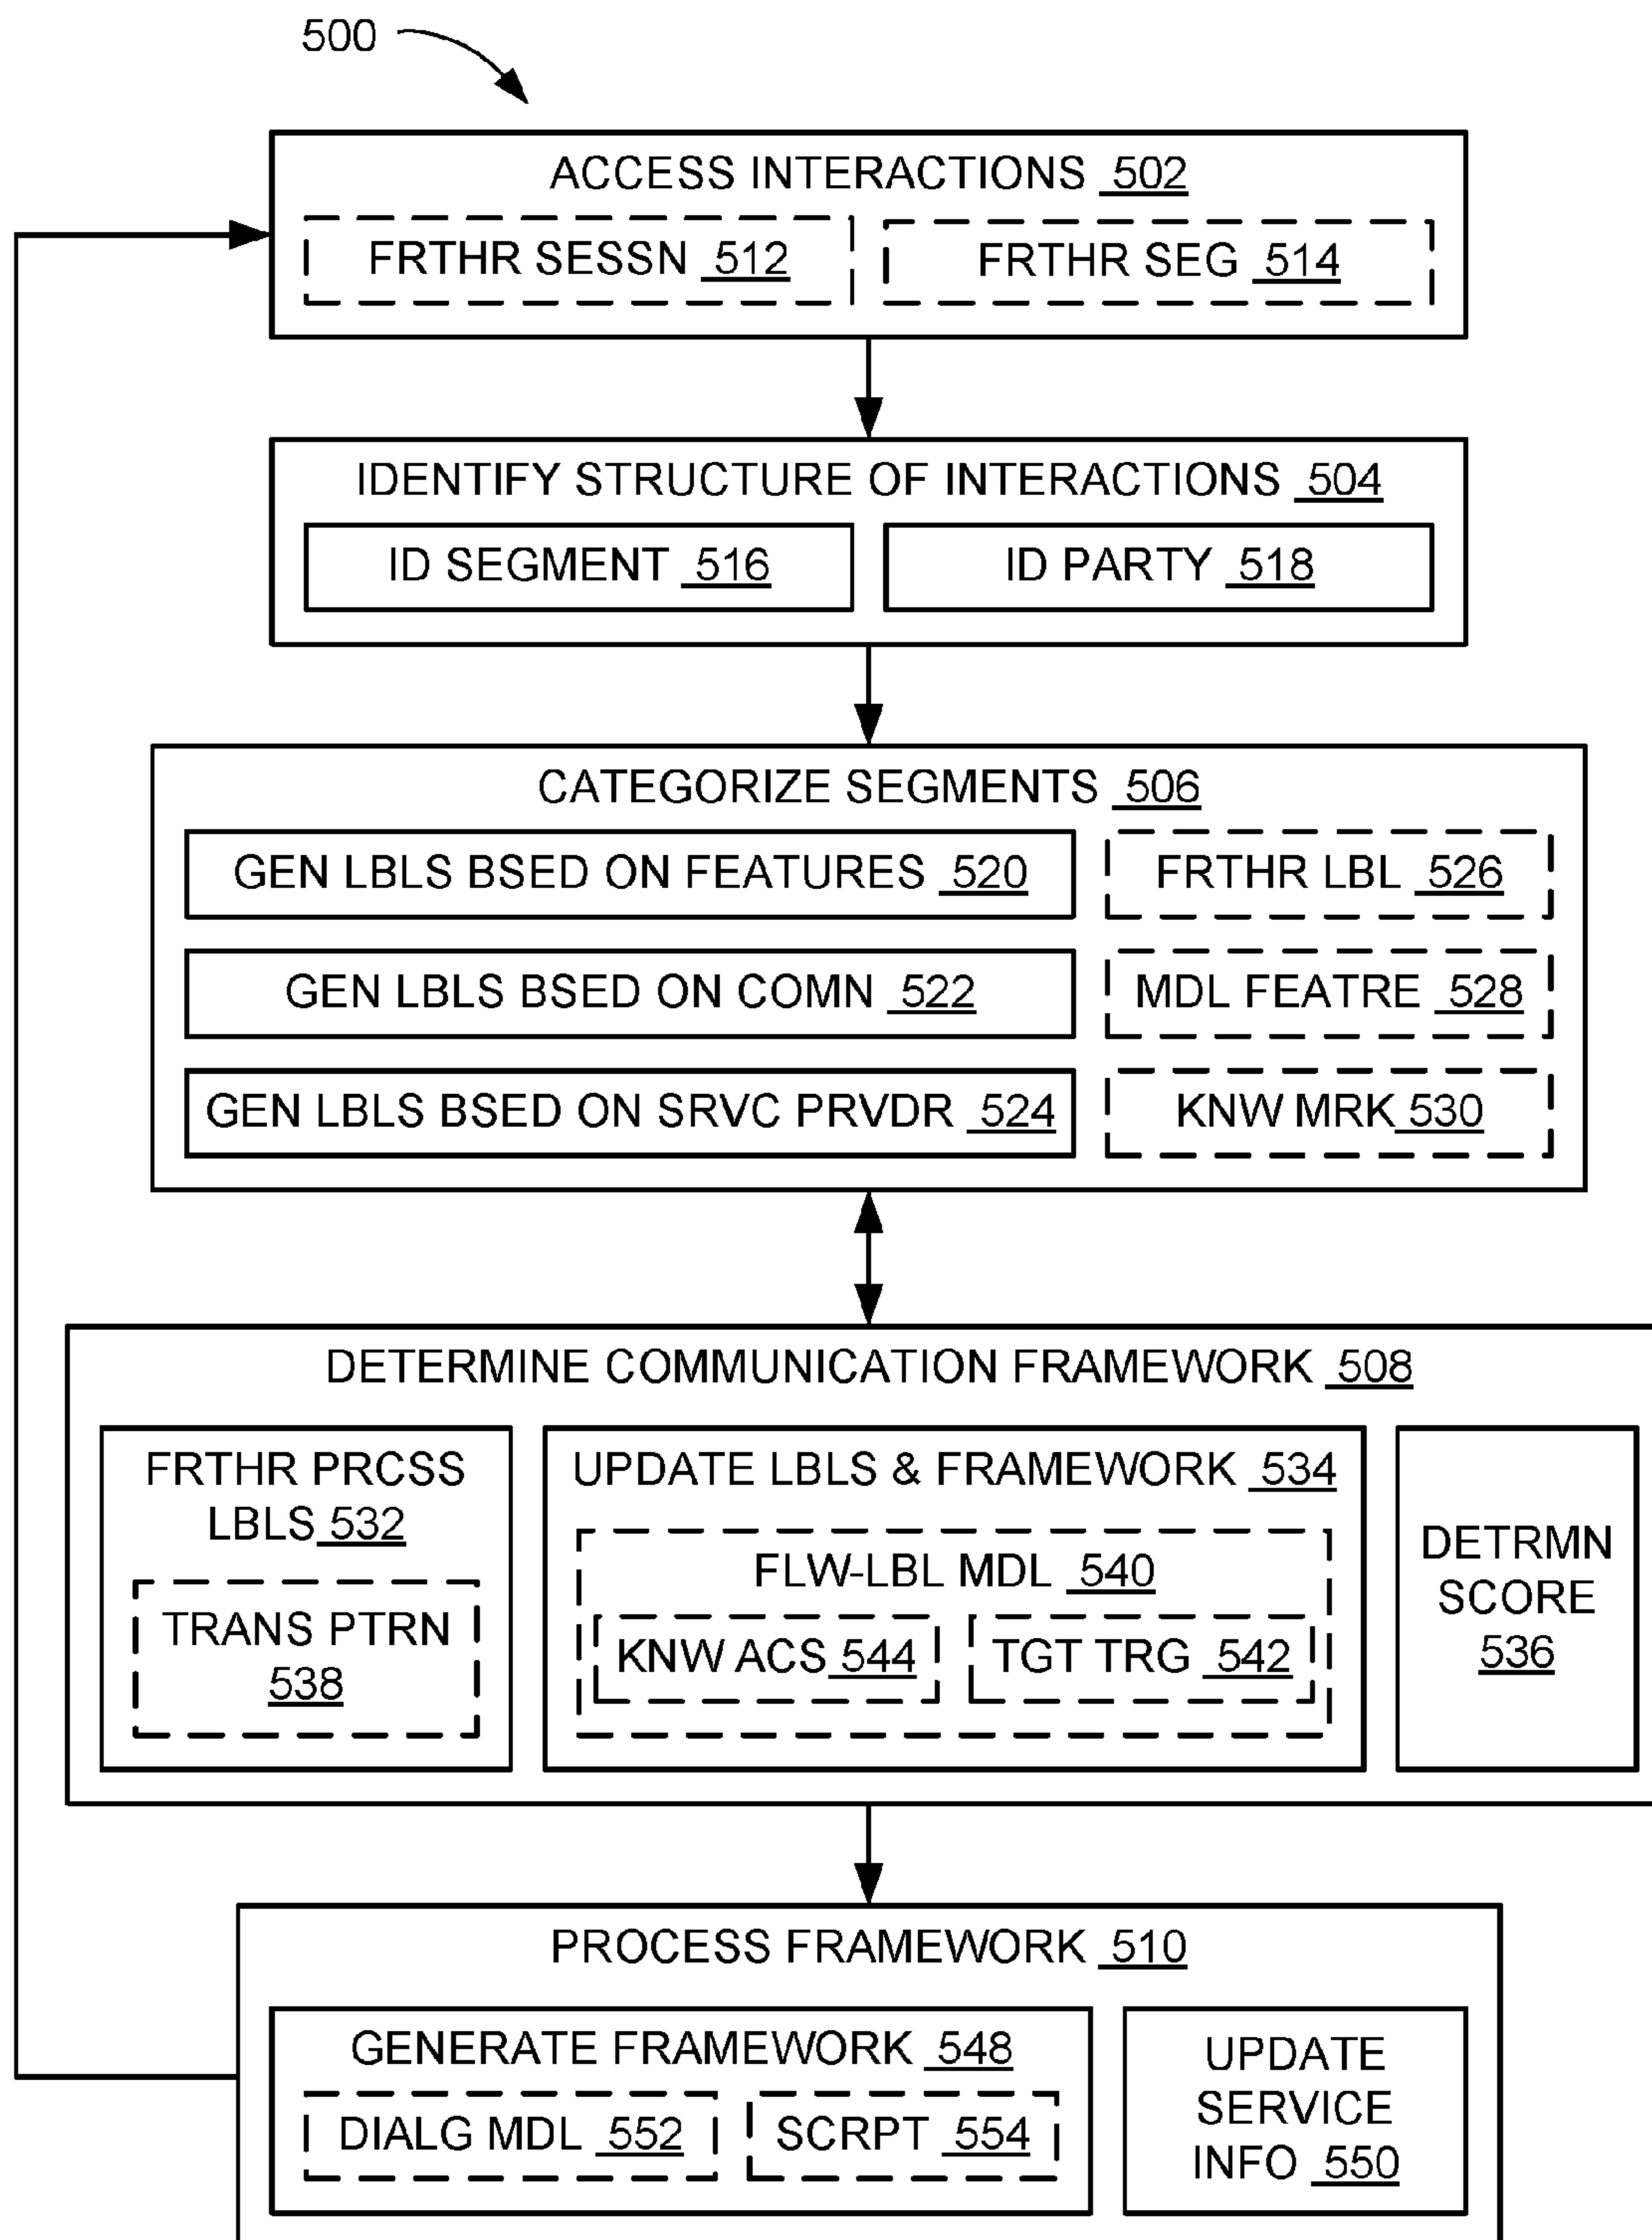 500
ACCESS INTERACTIONS 502
FRTHR SESSN 512
FRTHR SEG 514
IDENTIFY STRUCTURE OF INTERACTIONS 504
ID SEGMENT 516
ID PARTY 518
CATEGORIZE SEGMENTS 506
GEN LBLS BSED ON FEATURES 520
FRTHR LBL 526
GEN LBLS BSED ON COMN 522
MDL FEATRE 528
GEN LBLS BSED ON SRVC PRVDR 524
KNW MRK 530
DETERMINE COMMUNICATION FRAMEWORK 508
FRTHR PRCSS
LBLS 532
TRANS PTRN
538
UPDATE LBLS & FRAMEWORK 534
FLW-LBL MDL 540
KNW ACS 544
TGT TRG 542
DETRMN
SCORE
536
PROCESS FRAMEWORK 510
GENERATE FRAMEWORK 548
DIALG MDL 552
SCRPT 554
UPDATE
SERVICE
INFO 550